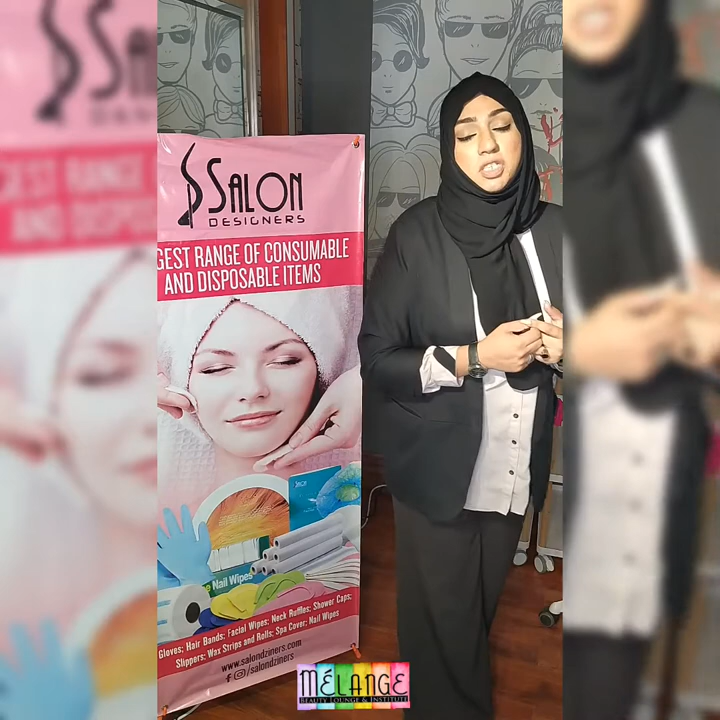 SALON
DESIGNERS
GEST RANGE OF CONSUMABLE
AND DISPOSABLE ITEMS
Nail Wipes
Gloves; Hair Bands; Facial Wipes; Neck Ruffles; Shower Caps;
Slippers; Wax Strips and Rolls; Spa Cover; Nail Wipes
www.salondziners.com
/salondziners
MÉLANGE
BEAUTY LOUNGE & INSTITUTE